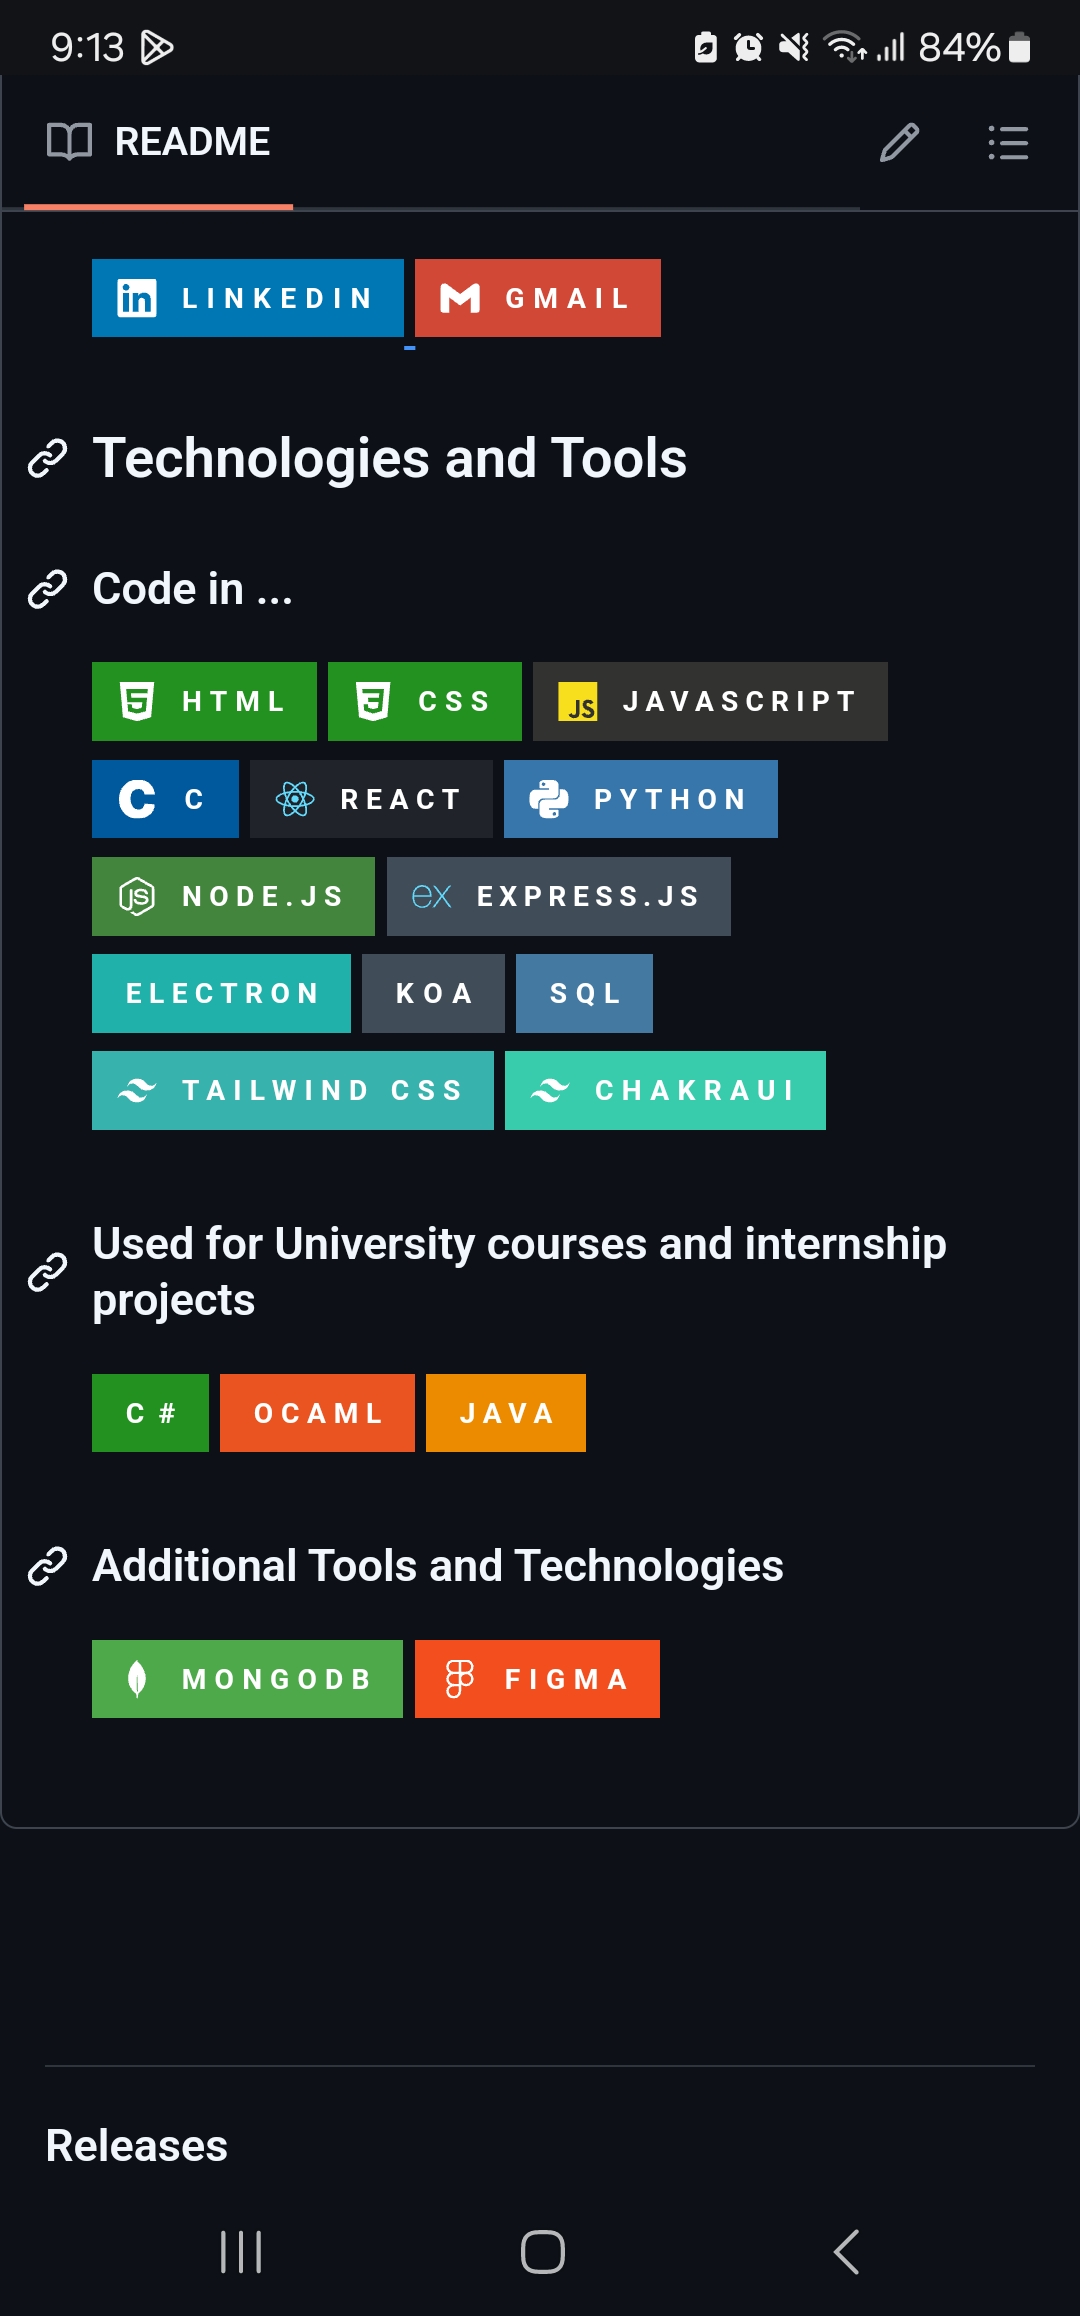 9:13 84%
README
LINKEDIN GMAIL
Technologies and Tools
Code in ...
HTML CSS JS JAVASCRIPT
C C REACT PYTHON
JS NODE.JS ex EXPRESS.JS
ELECTRON KOA SQL
TAILWIND CSS CHAKRAUI
Used for University courses and internship
projects
C# OCAML JAVA
Additional Tools and Technologies
MONGODB FIGMA
Releases